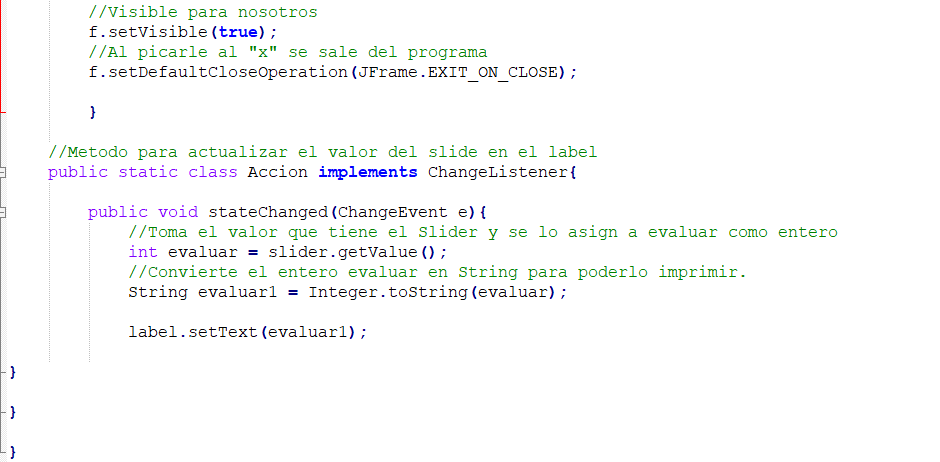 //Visible para nosotros
f.setVisible(true);
//Al picarle al "x" se sale del programa
f.setDefaultCloseOperation(JFrame.EXIT_ON_CLOSE);
}
//Metodo para actualizar el valor del slide en el label
public static class Accion implements ChangeListener{
public void stateChanged(ChangeEvent e){
//Toma el valor que tiene el Slider y se lo asign a evaluar como entero
int evaluar = slider.getValue();
//Convierte el entero evaluar en String para poderlo imprimir.
String evaluar1 = Integer.toString(evaluar);
label.setText(evaluar1);
}
}
}